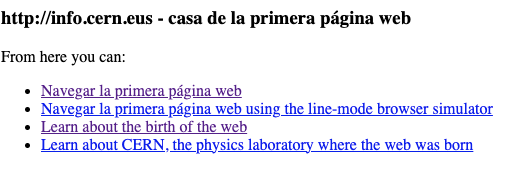 http://info.cern.eus - casa de la primera página web
From here you can:
Navegar la primera página web
Navegar la primera página web using the line-mode browser simulator
Learn about the birth of the web
Learn about CERN, the physics laboratory where the web was born